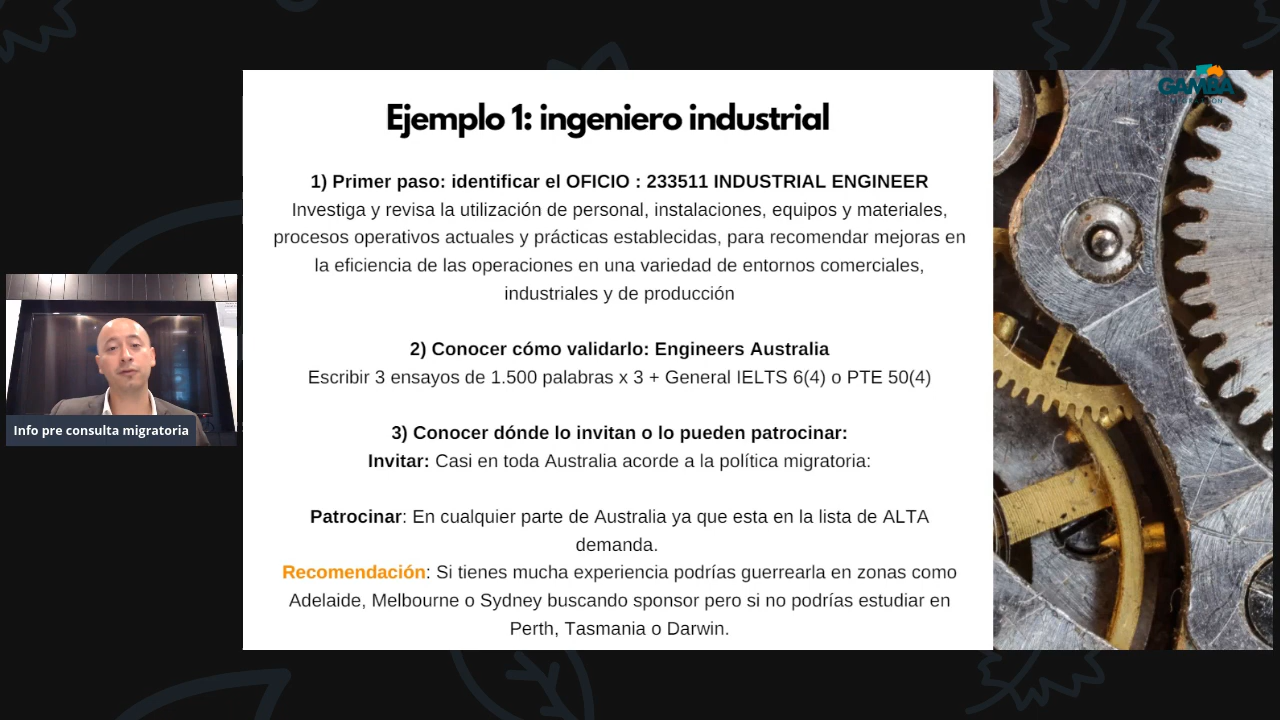 GAMBA
Ejemplo 1: ingeniero industrial
1) Primer paso: identificar el OFICIO : 233511 INDUSTRIAL ENGINEER
Investiga y revisa la utilización de personal, instalaciones, equipos y materiales,
procesos operativos actuales y prácticas establecidas, para recomendar mejoras en
la eficiencia de las operaciones en una variedad de entornos comerciales,
industriales y de producción
2) Conocer cómo validarlo: Engineers Australia
Escribir 3 ensayos de 1.500 palabras x 3 + General IELTS 6(4) o PTE 50(4)
3) Conocer dónde lo invitan o lo pueden patrocinar:
Invitar: Casi en toda Australia acorde a la política migratoria:
Patrocinar: En cualquier parte de Australia ya que esta en la lista de ALTA
demanda.
Recomendación: Si tienes mucha experiencia podrías guerrearla en zonas como
Adelaide, Melbourne o Sydney buscando sponsor pero si no podrías estudiar en
Perth, Tasmania o Darwin.
Info pre consulta migratoria